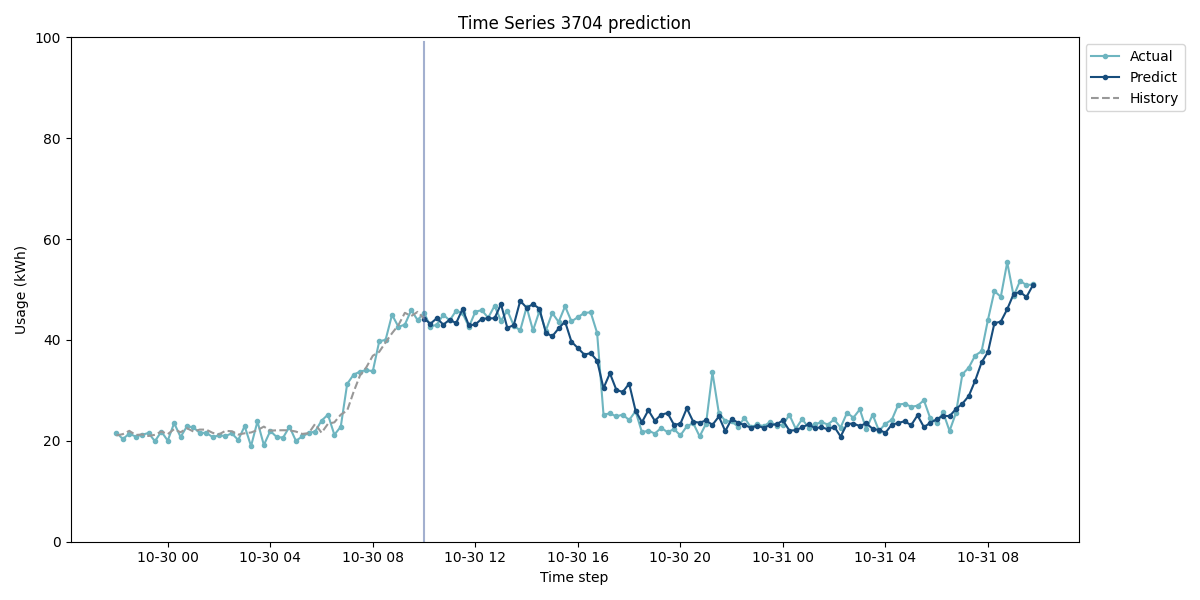 Time Series 3704 prediction
Usage (kWh)
100
80
60
40
20
0
10-30 00
10-30 04
10-30 08
10-30 12
10-30 16
10-30 20
10-31 00
10-31 04
10-31 08
Time step
Actual
Predict
History